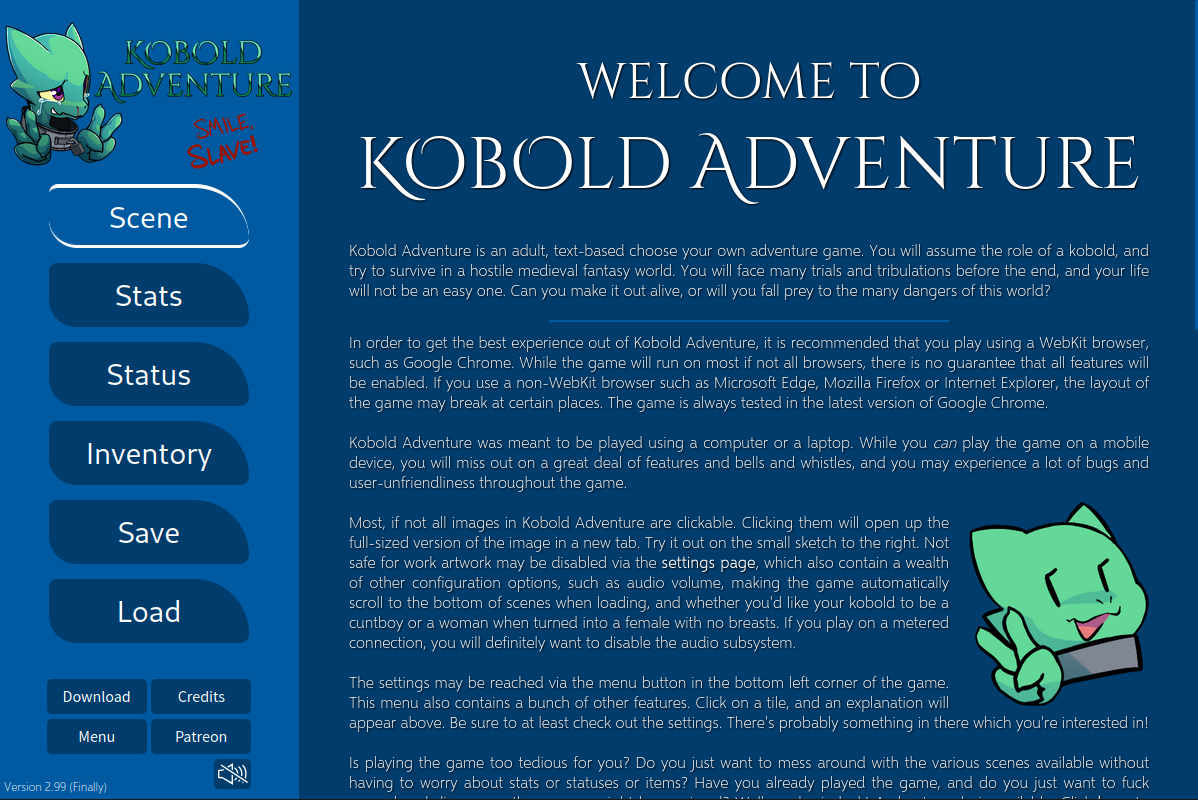 KOBOLD
ADVENTURE
SMILE,
SLAVE!
Scene
Stats
Status
Inventory
Save
Load
Download
Credits
Menu
Patreon
Version 2.99 (Finally)
WELCOME TO
KOBOLD ADVENTURE
Kobold Adventure is an adult, text-based choose your own adventure game. You will assume the role of a kobold, and
try to survive in a hostile medieval fantasy world. You will face many trials and tribulations before the end, and your life
will not be an easy one. Can you make it out alive, or will you fall prey to the many dangers of this world?
In order to get the best experience out of Kobold Adventure, it is recommended that you play using a WebKit browser,
such as Google Chrome. While the game will run on most if not all browsers, there is no guarantee that all features will
be enabled. If you use a non-WebKit browser such as Microsoft Edge, Mozilla Firefox or Internet Explorer, the layout of
the game may break at certain places. The game is always tested in the latest version of Google Chrome.
Kobold Adventure was meant to be played using a computer or a laptop. While you can play the game on a mobile
device, you will miss out on a great deal of features and bells and whistles, and you may experience a lot of bugs and
user-unfriendliness throughout the game.
Most, if not all images in Kobold Adventure are clickable. Clicking them will open up the
full-sized version of the image in a new tab. Try it out on the small sketch to the right. Not
safe for work artwork may be disabled via the settings page, which also contain a wealth
of other configuration options, such as audio volume, making the game automatically
scroll to the bottom of scenes when loading, and whether you'd like your kobold to be a
cuntboy or a woman when turned into a female with no breasts. If you play on a metered
connection, you will definitely want to disable the audio subsystem.
The settings may be reached via the menu button in the bottom left corner of the game.
This menu also contains a bunch of other features. Click on a tile, and an explanation will
appear above. Be sure to at least check out the settings. There's probably something in there which you're interested in!
Is playing the game too tedious for you? Do you just want to mess around with the various scenes available without
having to worry about stats or statuses or items? Have you already played the game, and do you just want to fuck